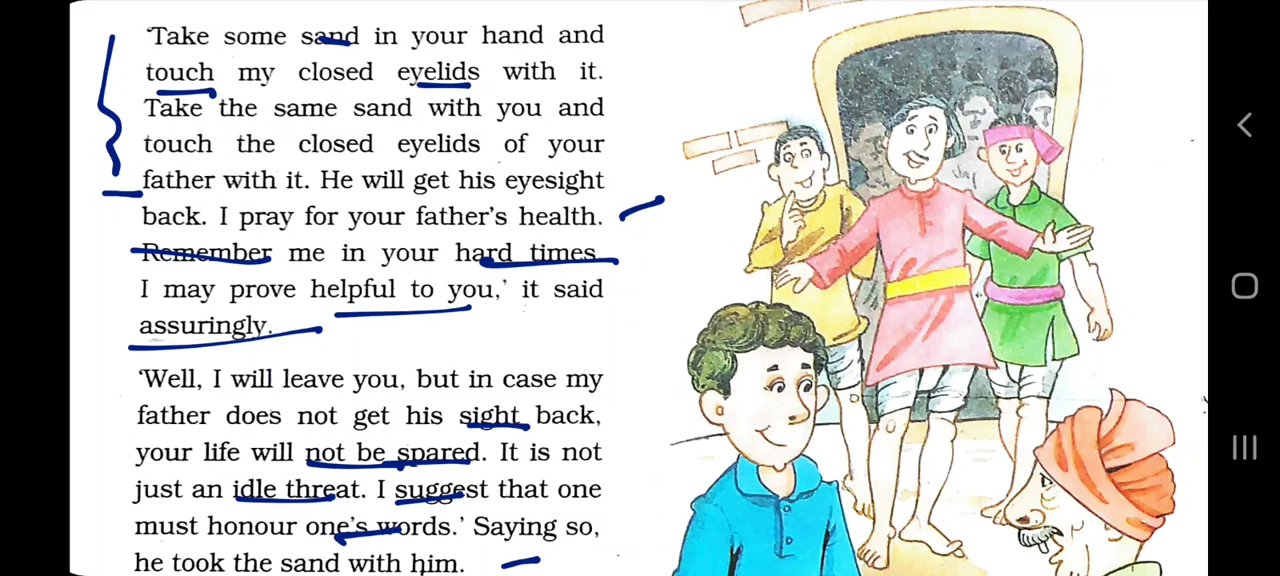 'Take some sand in your hand and
touch my closed eyelids with it.
Take the same sand with you and
touch the closed eyelids of your
father with it. He will get his eyesight
back. I pray for your father's health.
Remember me in your hard times.
I may prove helpful to you,' it said
assuringly.
'Well, I will leave you, but in case my
father does not get his sight back,
your life will not be spared. It is not
just an idle threat. I suggest that one
must honour one's words.' Saying so,
he took the sand with him.